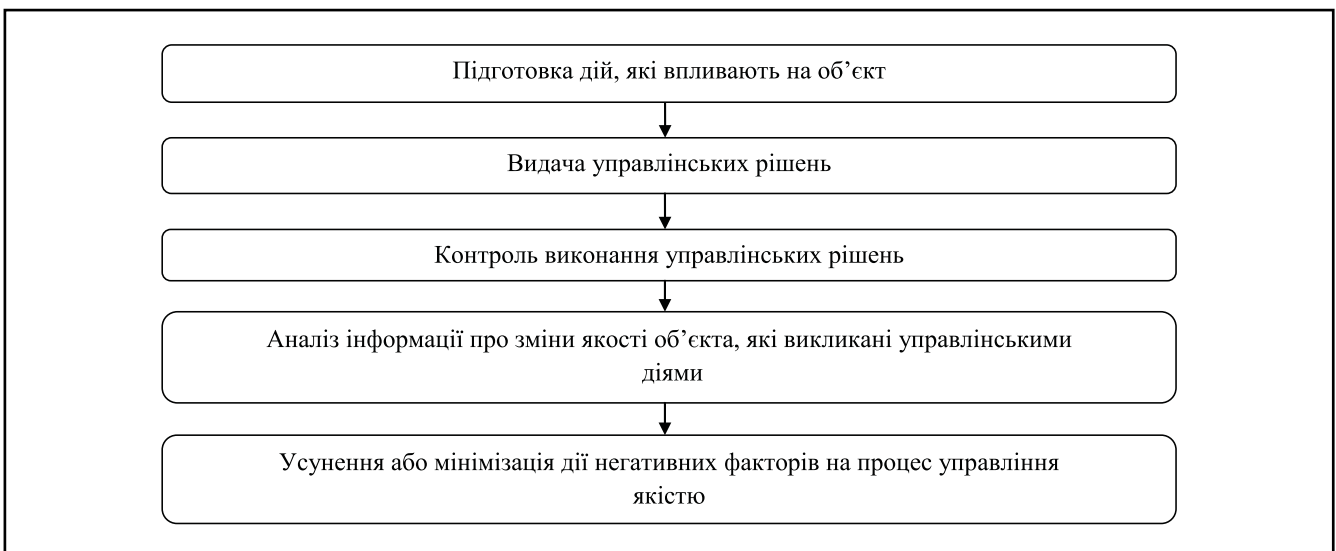 Підготовка дій, які впливають на об’єкт
Видача управлінських рішень
Контроль виконання управлінських рішень
Аналіз інформації про зміни якості об’єкта, які викликані управлінськими
діями
Усунення або мінімізація дії негативних факторів на процес управління
якістю